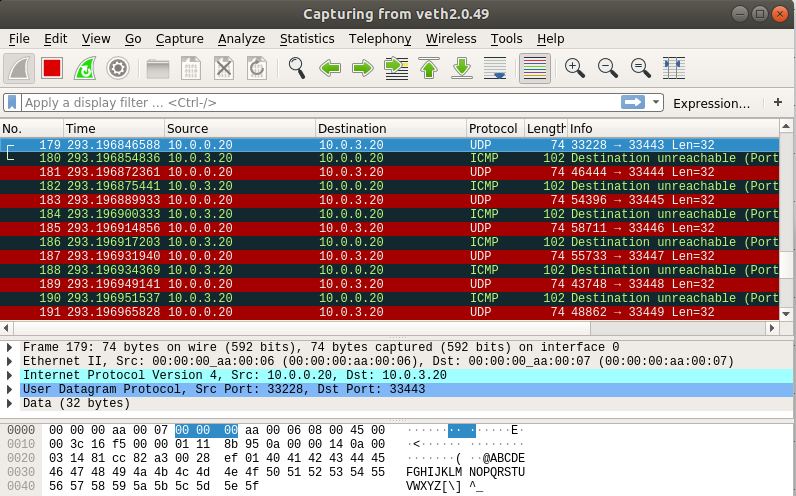 Capturing from veth2.0.49
File Edit View Go Capture Analyze Statistics Telephony Wireless Tools Help
Apply a display filter ... <Ctrl-/> Expression... +
No. Time Source Destination Protocol Length Info
179 293.196846588 10.0.0.20 10.0.3.20 UDP 74 33228 → 33443 Len=32
180 293.196854836 10.0.3.20 10.0.0.20 ICMP 102 Destination unreachable (Port
181 293.196872361 10.0.0.20 10.0.3.20 UDP 74 46444 → 33444 Len=32
182 293.196875441 10.0.3.20 10.0.0.20 ICMP 102 Destination unreachable (Port
183 293.196889933 10.0.0.20 10.0.3.20 UDP 74 54396 → 33445 Len=32
184 293.196900333 10.0.3.20 10.0.0.20 ICMP 102 Destination unreachable (Port
185 293.196914856 10.0.0.20 10.0.3.20 UDP 74 58711 → 33446 Len=32
186 293.196917203 10.0.3.20 10.0.0.20 ICMP 102 Destination unreachable (Port
187 293.196931940 10.0.0.20 10.0.3.20 UDP 74 55733 → 33447 Len=32
188 293.196934369 10.0.3.20 10.0.0.20 ICMP 102 Destination unreachable (Port
189 293.196949141 10.0.0.20 10.0.3.20 UDP 74 43748 → 33448 Len=32
190 293.196951537 10.0.3.20 10.0.0.20 ICMP 102 Destination unreachable (Port
191 293.196965828 10.0.0.20 10.0.3.20 UDP 74 48862 → 33449 Len=32
Frame 179: 74 bytes on wire (592 bits), 74 bytes captured (592 bits) on interface 0
Ethernet II, Src: 00:00:00_aa:00:06 (00:00:00:aa:00:06), Dst: 00:00:00_aa:00:07 (00:00:00:aa:00:07)
Internet Protocol Version 4, Src: 10.0.0.20, Dst: 10.0.3.20
User Datagram Protocol, Src Port: 33228, Dst Port: 33443
Data (32 bytes)
0000 00 00 00 aa 00 07 00 00 00 aa 00 06 08 00 45 00 ········ ······E·
0010 00 3c 16 f5 00 00 01 11 8b 95 0a 00 00 14 0a 00 ·<······ ········
0020 03 14 81 cc 82 a3 00 28 ef 01 40 41 42 43 44 45 ·······( ··@ABCDE
0030 46 47 48 49 4a 4b 4c 4d 4e 4f 50 51 52 53 54 55 FGHIJKLM NOPQRSTU
0040 56 57 58 59 5a 5b 5c 5d 5e 5f VWXYZ[\] ^_